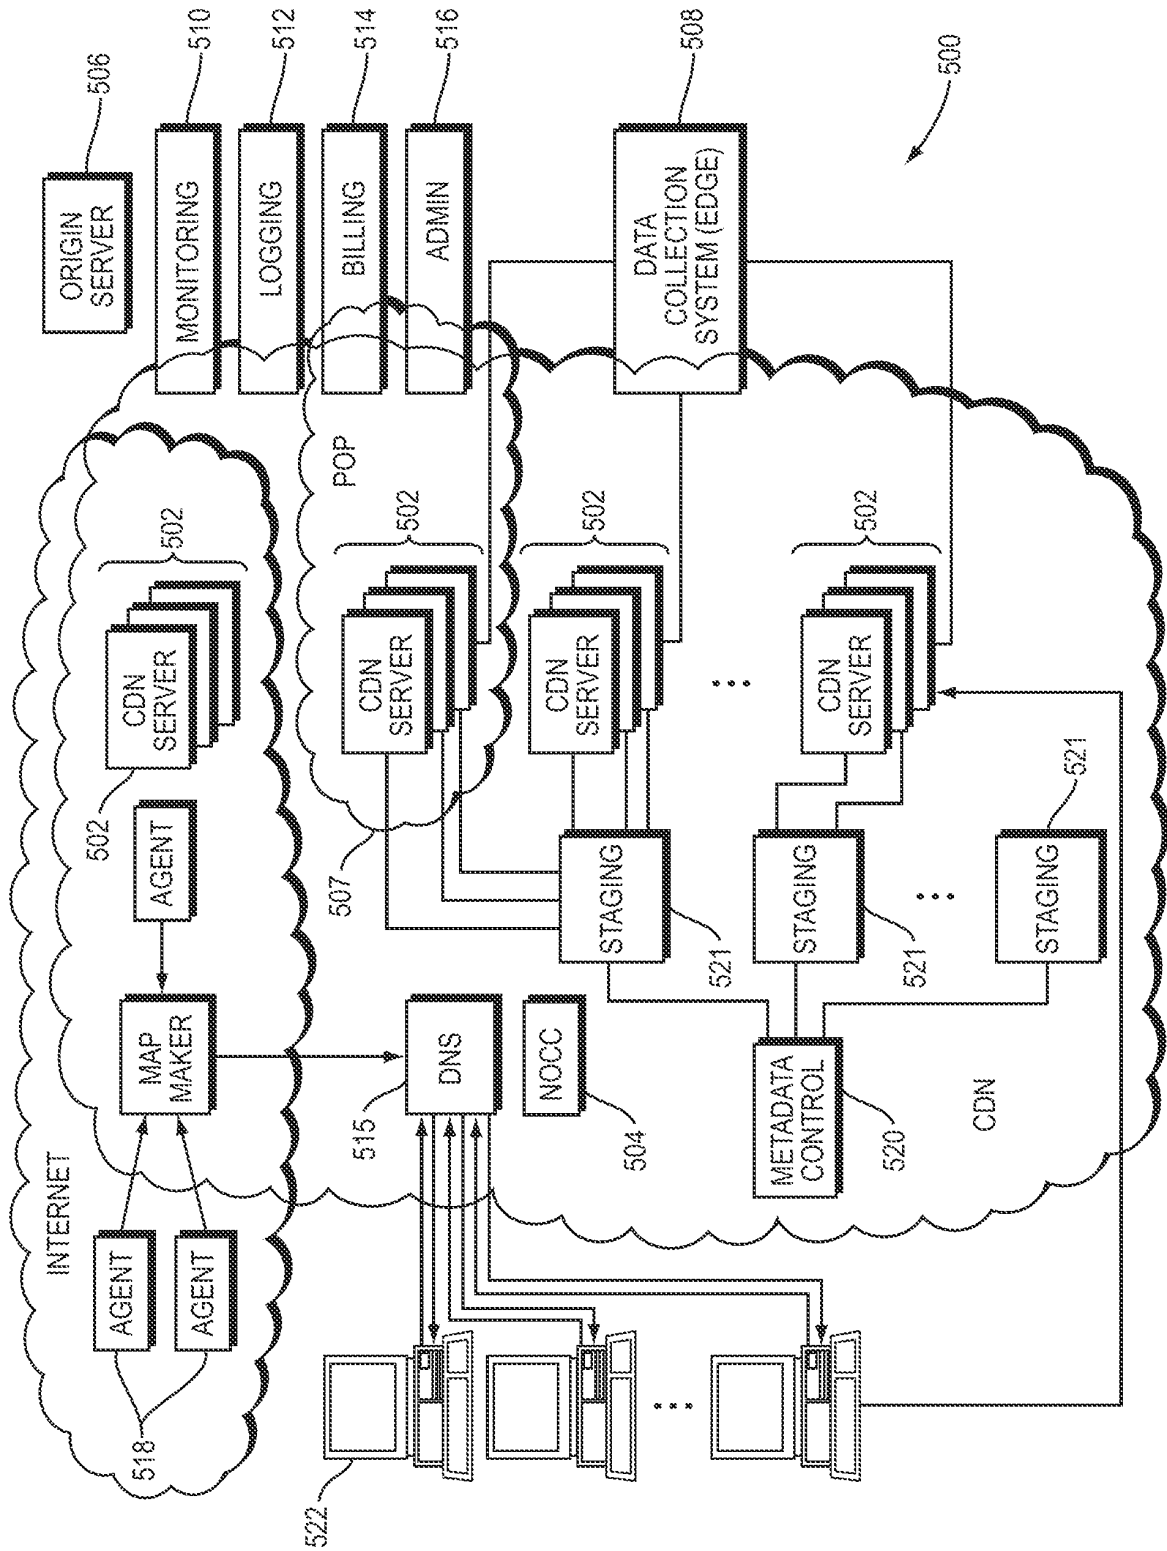 500
ORIGIN
SERVER
506
MONITORING
510
LOGGING
512
BILLING
514
ADMIN
516
DATA
COLLECTION
SYSTEM (EDGE)
508
INTERNET
AGENT
AGENT
518
MAP
MAKER
AGENT
CDN
SERVER
502
502
POP
507
CDN
SERVER
502
CDN
SERVER
502
...
CDN
SERVER
502
DNS
515
NOCC
504
STAGING
521
STAGING
521
...
STAGING
521
METADATA
CONTROL
520
CDN
522
...